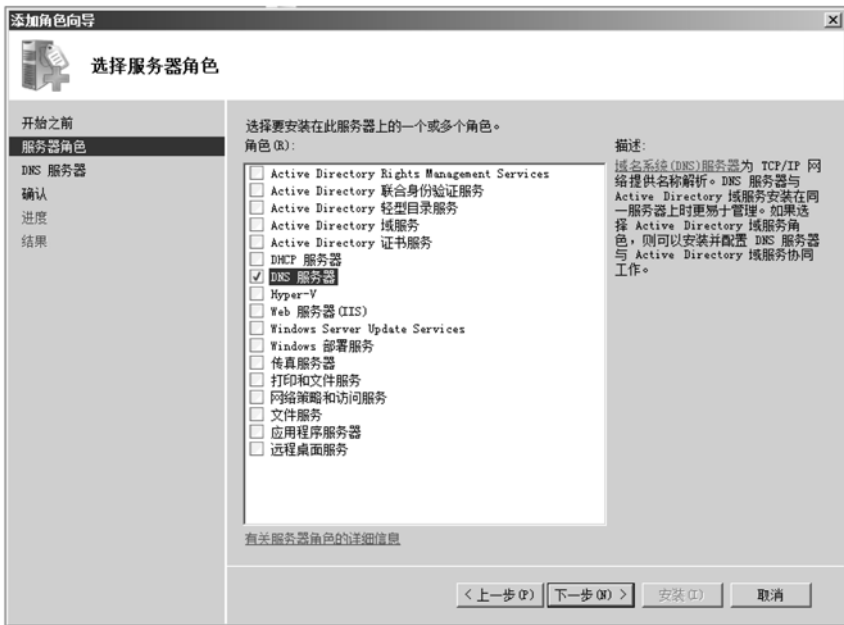 添加角色向导
选择服务器角色
开始之前
服务器角色
DNS 服务器
确认
进度
结果
选择要安装在此服务器上的一个或多个角色。
角色(R):
Active Directory Rights Management Services
Active Directory 联合身份验证服务
Active Directory 轻型目录服务
Active Directory 域服务
Active Directory 证书服务
DHCP 服务器
DNS 服务器
Hyper-V
Web 服务器(IIS)
Windows Server Update Services
Windows 部署服务
传真服务器
打印和文件服务
网络策略和访问服务
文件服务
应用程序服务器
远程桌面服务
有关服务器角色的详细信息
描述:
域名系统(DNS)服务器为 TCP/IP 网
络提供名称解析。DNS 服务器与
Active Directory 域服务安装在同
一服务器上时更易于管理。如果选
择 Active Directory 域服务角
色，则可以安装并配置 DNS 服务器
与 Active Directory 域服务协同
工作。
< 上一步(P)
下一步(N) >
安装(I)
取消